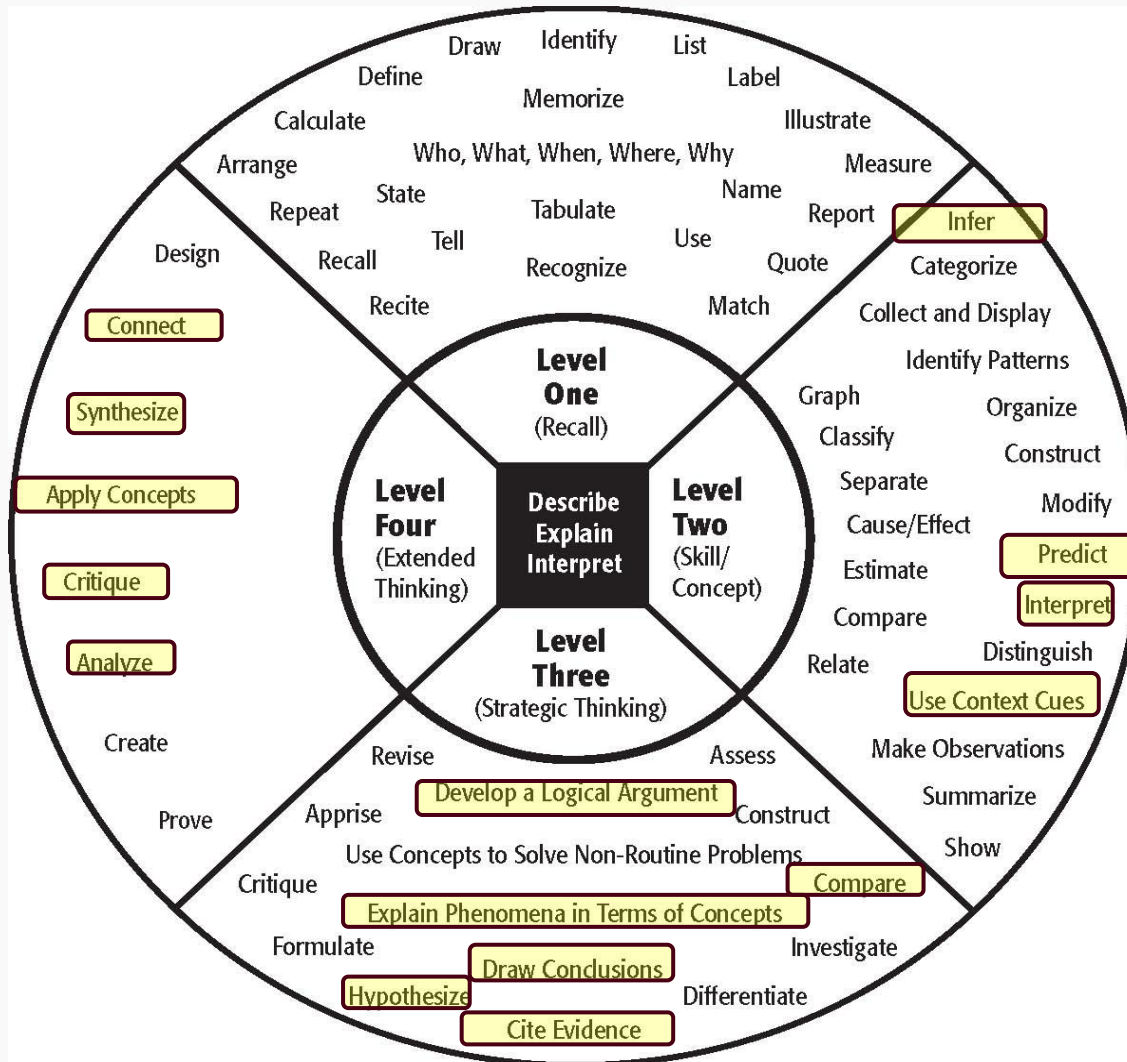 Draw
Identify
List
Define
Label
Memorize
Calculate
Illustrate
Who, What, When, Where, Why
Arrange
Measure
State
Name
Repeat
Tabulate
Report
Tell
Use
Recall
Recognize
Quote
Recite
Match
Level
One
(Recall)
Infer
Categorize
Collect and Display
Identify Patterns
Graph
Organize
Classify
Construct
Separate
Modify
Cause/Effect
Predict
Estimate
Interpret
Compare
Distinguish
Relate
Use Context Cues
Make Observations
Summarize
Show
Level
Two
(Skill/
Concept)
Describe
Explain
Interpret
Level
Three
(Strategic Thinking)
Revise
Assess
Develop a Logical Argument
Apprise
Construct
Use Concepts to Solve Non-Routine Problems
Critique
Compare
Explain Phenomena in Terms of Concepts
Formulate
Investigate
Draw Conclusions
Hypothesize
Differentiate
Cite Evidence
Level
Four
(Extended
Thinking)
Design
Connect
Synthesize
Apply Concepts
Critique
Analyze
Create
Prove